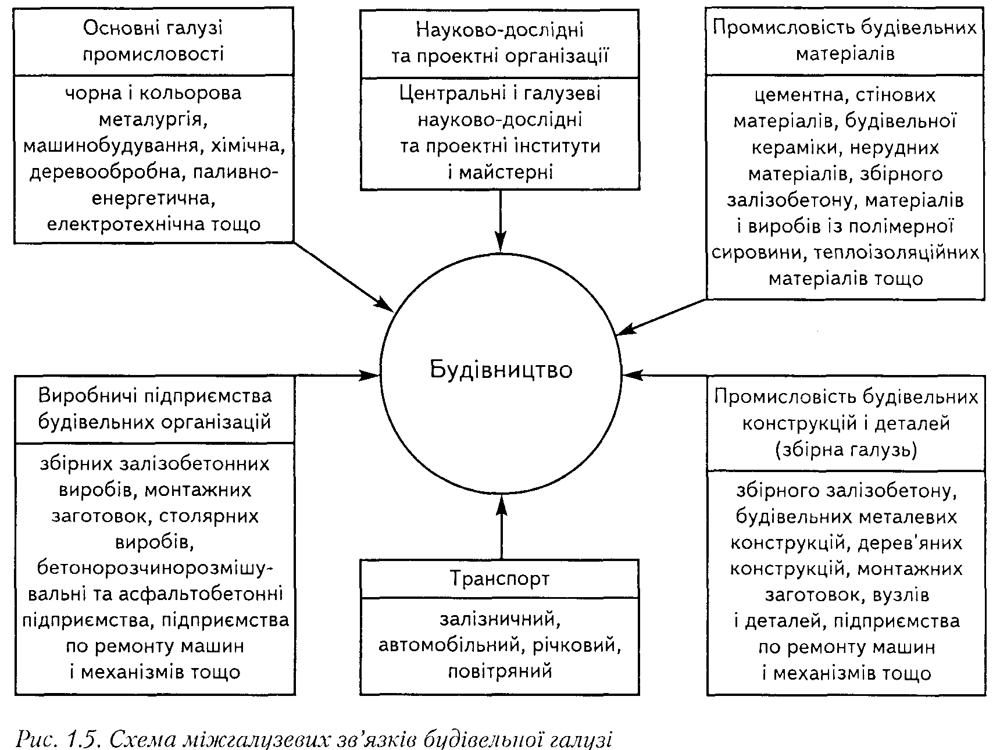 Основні галузі
промисловості
чорна і кольорова
металургія,
машинобудування, хімічна,
деревообробна, паливно-
енергетична,
електротехнічна тощо
Науково-дослідні
та проектні організації
Центральні і галузеві
науково-дослідні
та проектні інститути
і майстерні
Промисловість будівельних
матеріалів
цементна, стінових
матеріалів, будівельної
кераміки, нерудних
матеріалів, збірного
залізобетону, матеріалів
і виробів із полімерної
сировини, теплоізоляційних
матеріалів тощо
Будівництво
Виробничі підприємства
будівельних організацій
збірних залізобетонних
виробів, монтажних
заготовок, столярних
виробів,
бетонорозчинорозмішу-
вальні та асфальтобетонні
підприємства, підприємства
по ремонту машин
і механізмів тощо
Транспорт
залізничний,
автомобільний, річковий,
повітряний
Промисловість будівельних
конструкцій і деталей
(збірна галузь)
збірного залізобетону,
будівельних металевих
конструкцій, дерев'яних
конструкцій, монтажних
заготовок, вузлів
і деталей, підприємства
по ремонту машин
і механізмів тощо
Рис. 1.5. Схема міжгалузевих зв’язків будівельної галузі